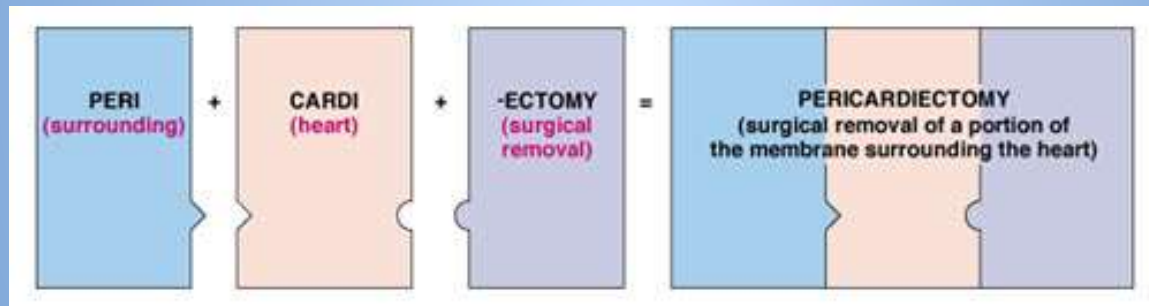 PERI
(surrounding)
+
CARDI
(heart)
+
-ECTOMY
(surgical
removal)
=
PERICARDIECTOMY
(surgical removal of a portion of
the membrane surrounding the heart)